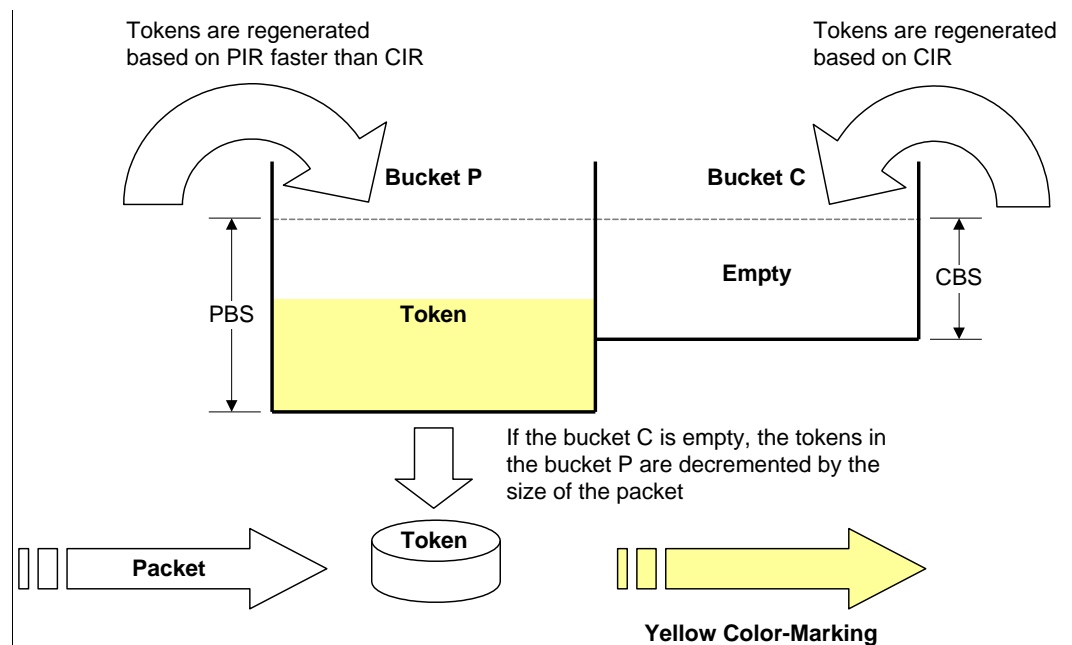 Tokens are regenerated
based on PIR faster than CIR
Tokens are regenerated
based on CIR
Bucket P
Bucket C
Empty
CBS
PBS
Token
If the bucket C is empty, the tokens in
the bucket P are decremented by the
size of the packet
Token
Packet
Yellow Color-Marking